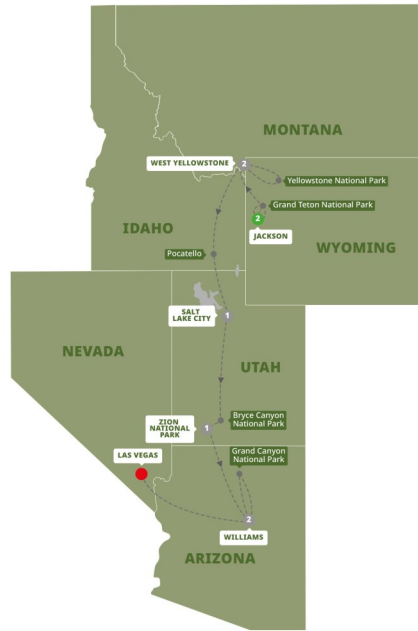 MONTANA
WEST YELLOWSTONE
2
Yellowstone National Park
Grand Teton National Park
2
JACKSON
IDAHO
WYOMING
Pocatello
SALT
LAKE CITY
1
NEVADA
UTAH
Bryce Canyon
National Park
ZION
NATIONAL
PARK
1
LAS VEGAS
Grand Canyon
National Park
2
WILLIAMS
ARIZONA